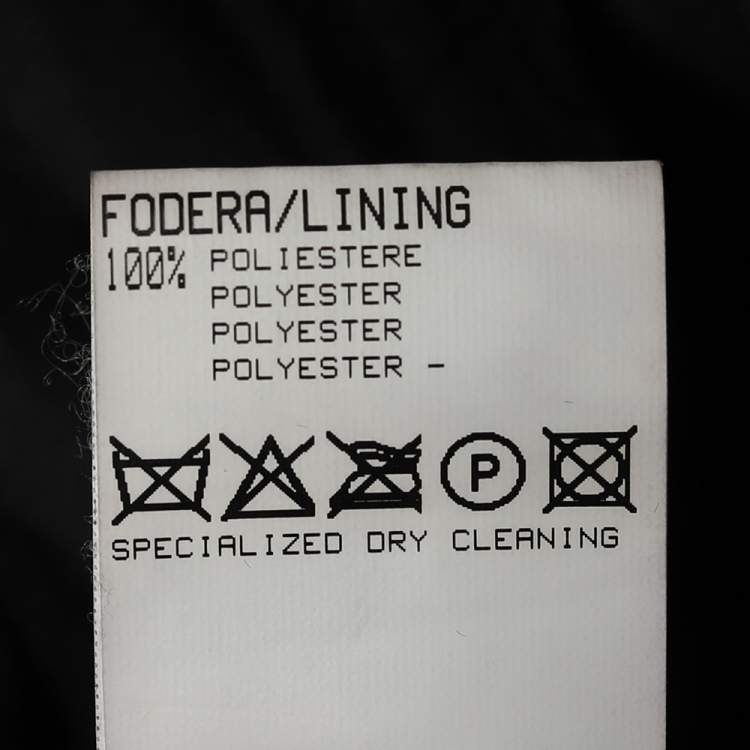 FODERA/LINING
100% POLIESTERE
POLYESTER
POLYESTER
POLYESTER -
P
SPECIALIZED DRY CLEANING